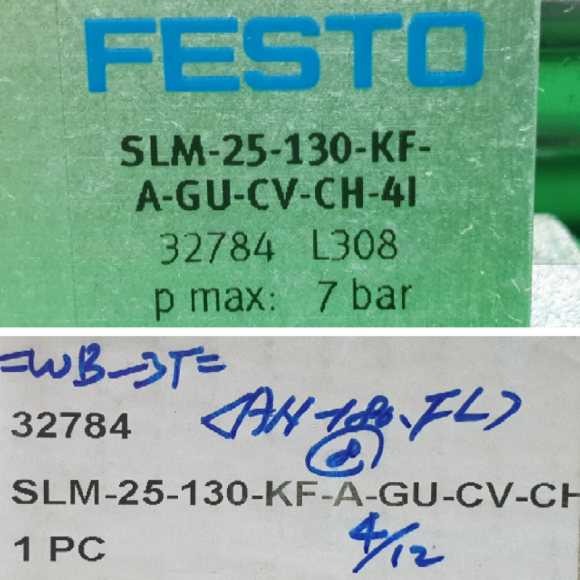 FESTO
SLM-25-130-KF-
A-GU-CV-CH-4I
32784 L308
p max: 7 bar
=WB-3T=
32784
SLM-25-130-KF-A-GU-CV-CH
1 PC 4/12